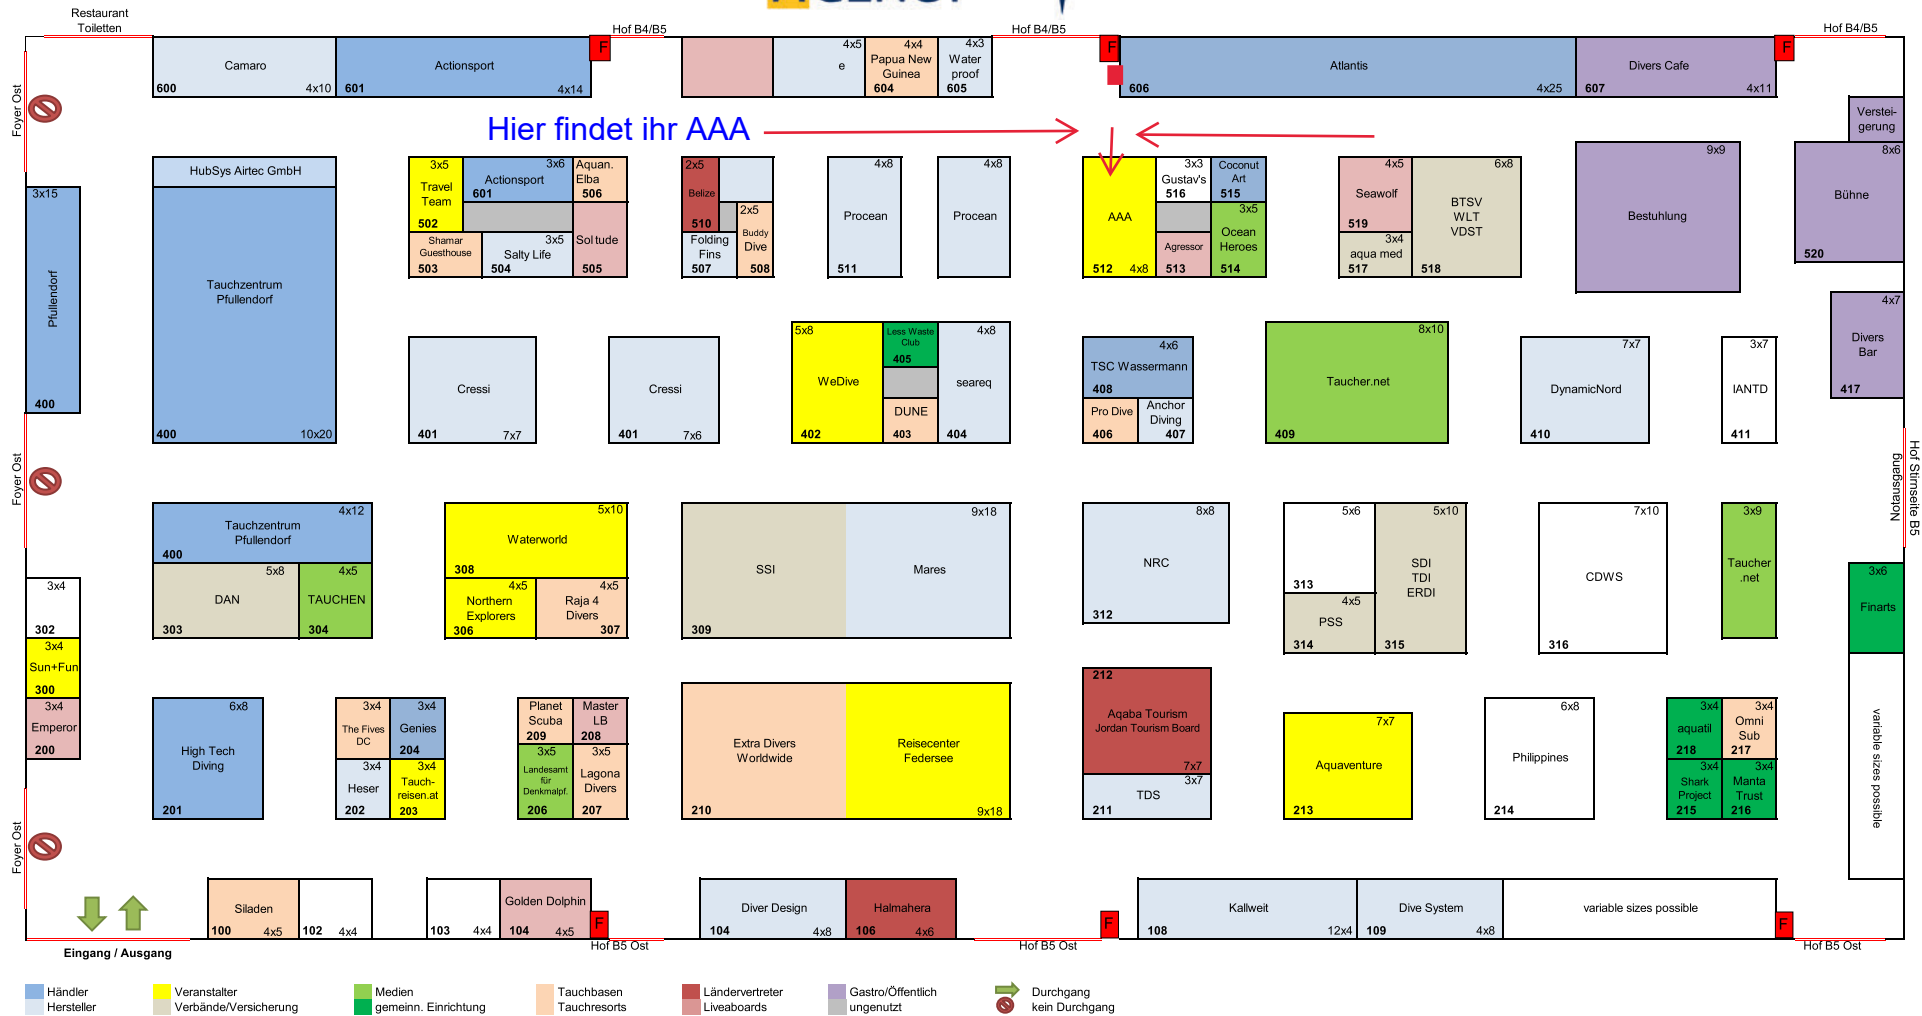 Restaurant
Toiletten
Hof B4/B5
Hof B4/B5
Hof B4/B5
Foyer Ost
Camaro
600 4x10
Actionsport
601 4x14
F
4x5
e
4x4
Papua New
Guinea
604
4x3
Water
proof
605
F
Atlantis
606 4x25
Divers Cafe
607 4x11
F
Verstei-
gerung
Hier findet ihr AAA
3x15
Pfullendorf
400
HubSys Airtec GmbH
Tauchzentrum
Pfullendorf
400 10x20
3x5
Travel
Team
502
3x6
Actionsport
601
Aquan.
Elba
506
Shamar
Guesthouse
503
3x5
Salty Life
504
Sol tude
505
2x5
Belize
510
Folding
Fins
507
2x5
Buddy
Dive
508
4x8
Procean
511
4x8
Procean
AAA
512 4x8
3x3
Gustav's
516
Coconut
Art
515
Agressor
513
3x5
Ocean
Heroes
514
4x5
Seawolf
519
3x4
aqua med
517
6x8
BTSV
WLT
VDST
518
9x9
Bestuhlung
8x6
Bühne
520
4x7
Divers
Bar
417
Cressi
401 7x7
Cressi
401 7x6
5x8
WeDive
402
Less Waste
Club
405
DUNE
403
4x8
seareq
404
4x6
TSC Wassermann
408
Pro Dive
406
Anchor
Diving
407
8x10
Taucher.net
409
7x7
DynamicNord
410
3x7
IANTD
411
Foyer Ost
Notausgang
Hof Stirnseite B5
4x12
Tauchzentrum
Pfullendorf
400
5x8
DAN
303
4x5
TAUCHEN
304
5x10
Waterworld
308
4x5
Northern
Explorers
306
4x5
Raja 4
Divers
307
SSI
309
9x18
Mares
8x8
NRC
312
5x6
313
4x5
PSS
314
5x10
SDI
TDI
ERDI
315
7x10
CDWS
316
3x9
Taucher
.net
3x6
Finarts
3x4
302
3x4
Sun+Fun
300
3x4
Emperor
200
6x8
High Tech
Diving
201
3x4
The Fives
DC
3x4
Genies
204
3x4
Heser
202
3x4
Tauch-
reisen.at
203
Planet
Scuba
209
Master
LB
208
3x5
Landesamt
für
Denkmalpf.
206
3x5
Lagona
Divers
207
Extra Divers
Worldwide
210
Reisecenter
Federsee
9x18
212
Aqaba Tourism
Jordan Tourism Board
7x7
3x7
TDS
211
7x7
Aquaventure
213
6x8
Philippines
214
3x4
aquatil
218
3x4
Omni
Sub
217
3x4
Shark
Project
215
3x4
Manta
Trust
216
variable sizes possible
Foyer Ost
Siladen
100 4x5
102 4x4
103 4x4
Golden Dolphin
104 4x5
F
Diver Design
104 4x8
Halmahera
106 4x6
F
Kallweit
108 12x4
Dive System
109 4x8
variable sizes possible
F
Eingang / Ausgang
Hof B5 Ost
Hof B5 Ost
Hof B5 Ost
Händler
Hersteller
Veranstalter
Verbände/Versicherung
Medien
gemeinn. Einrichtung
Tauchbasen
Tauchresorts
Ländervertreter
Liveaboards
Gastro/Öffentlich
ungenutzt
Durchgang
kein Durchgang